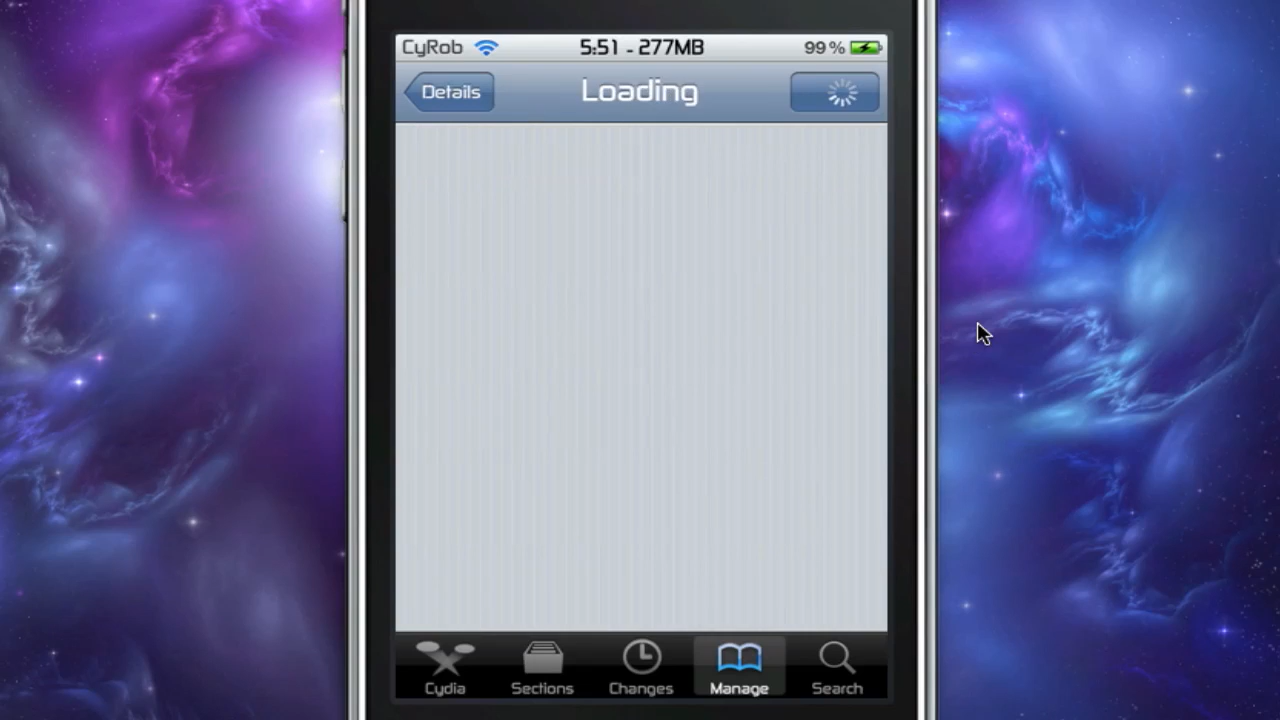 CyRob 5:51 - 277MB 99%
Details Loading
Cydia Sections Changes Manage Search